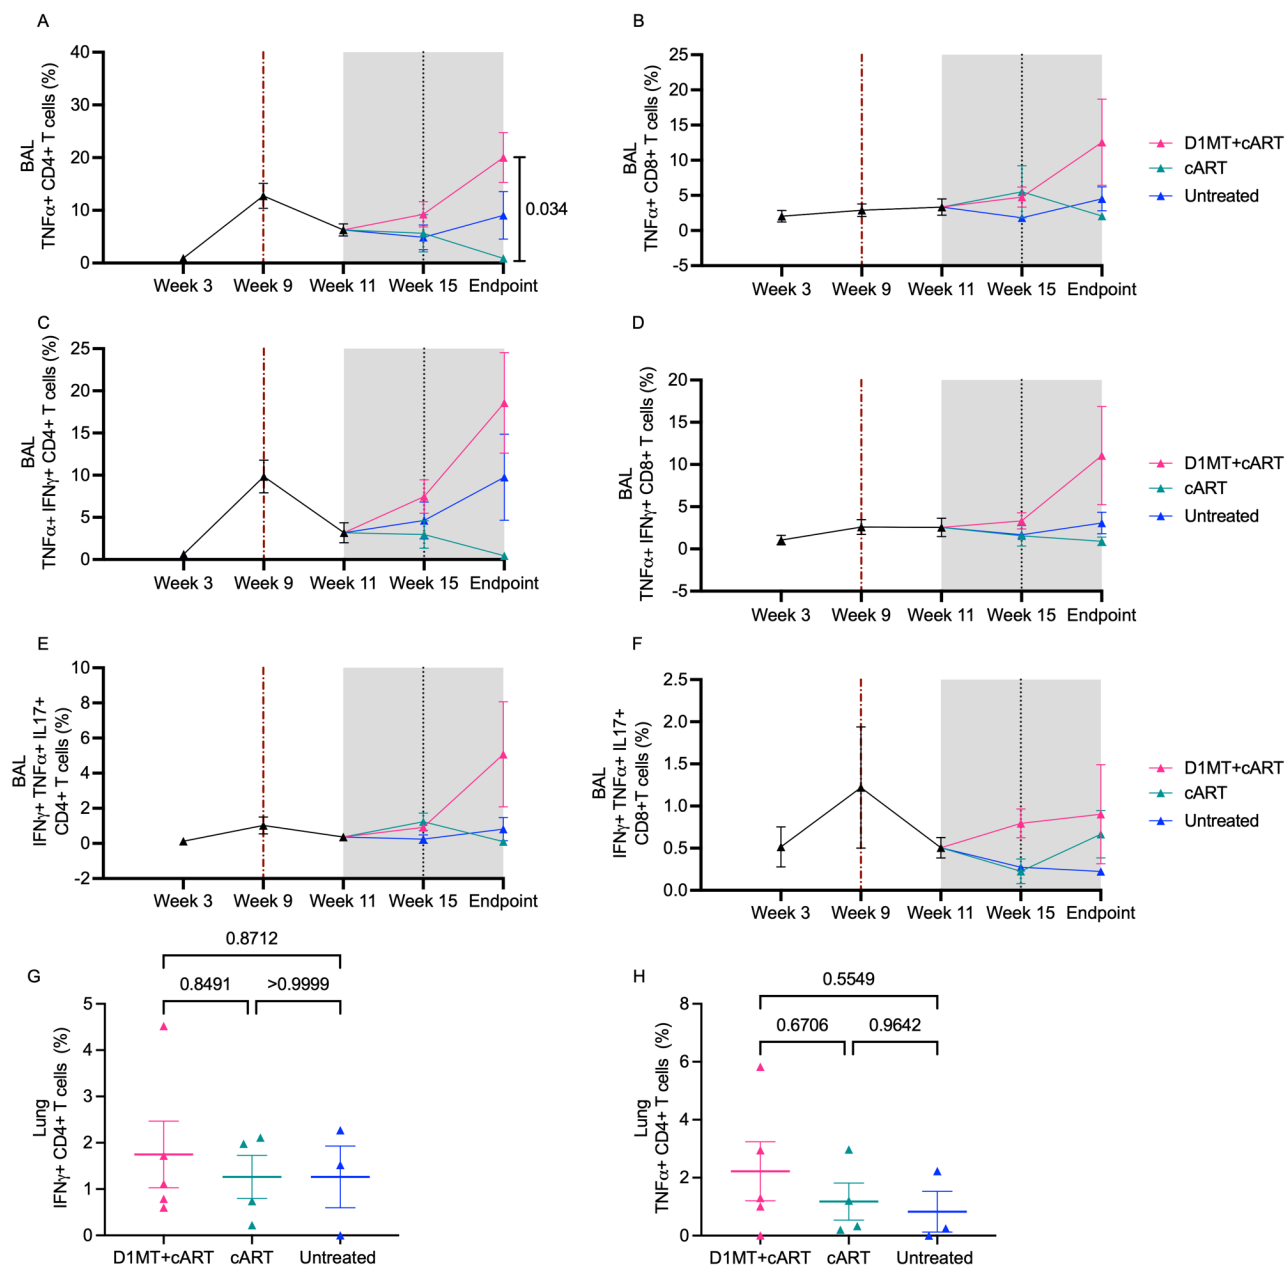 A
BAL
TNFα+ CD4+ T cells (%)
40
30
20
10
0
0.034
Week 3 Week 9 Week 11 Week 15 Endpoint
B
BAL
TNFα+ CD8+ T cells (%)
25
20
15
10
5
0
-5
Week 3 Week 9 Week 11 Week 15 Endpoint
D1MT+cART
cART
Untreated
C
BAL
TNFα+ IFNγ+ CD4+ T cells (%)
25
20
15
10
5
0
Week 3 Week 9 Week 11 Week 15 Endpoint
D
BAL
TNFα+ IFNγ+ CD8+ T cells (%)
20
15
10
5
0
-5
Week 3 Week 9 Week 11 Week 15 Endpoint
D1MT+cART
cART
Untreated
E
BAL
IFNγ+ TNFα+ IL17+
CD4+ T cells (%)
10
8
6
4
2
0
-2
Week 3 Week 9 Week 11 Week 15 Endpoint
F
BAL
IFNγ+ TNFα+ IL17+
CD8+T cells (%)
2.5
2.0
1.5
1.0
0.5
0.0
Week 3 Week 9 Week 11 Week 15 Endpoint
D1MT+cART
cART
Untreated
G
Lung
IFNγ+ CD4+ T cells (%)
0.8712
0.8491 >0.9999
5
4
3
2
1
0
D1MT+cART cART Untreated
H
Lung
TNFα+ CD4+ T cells (%)
0.5549
0.6706 0.9642
8
6
4
2
0
D1MT+cART cART Untreated